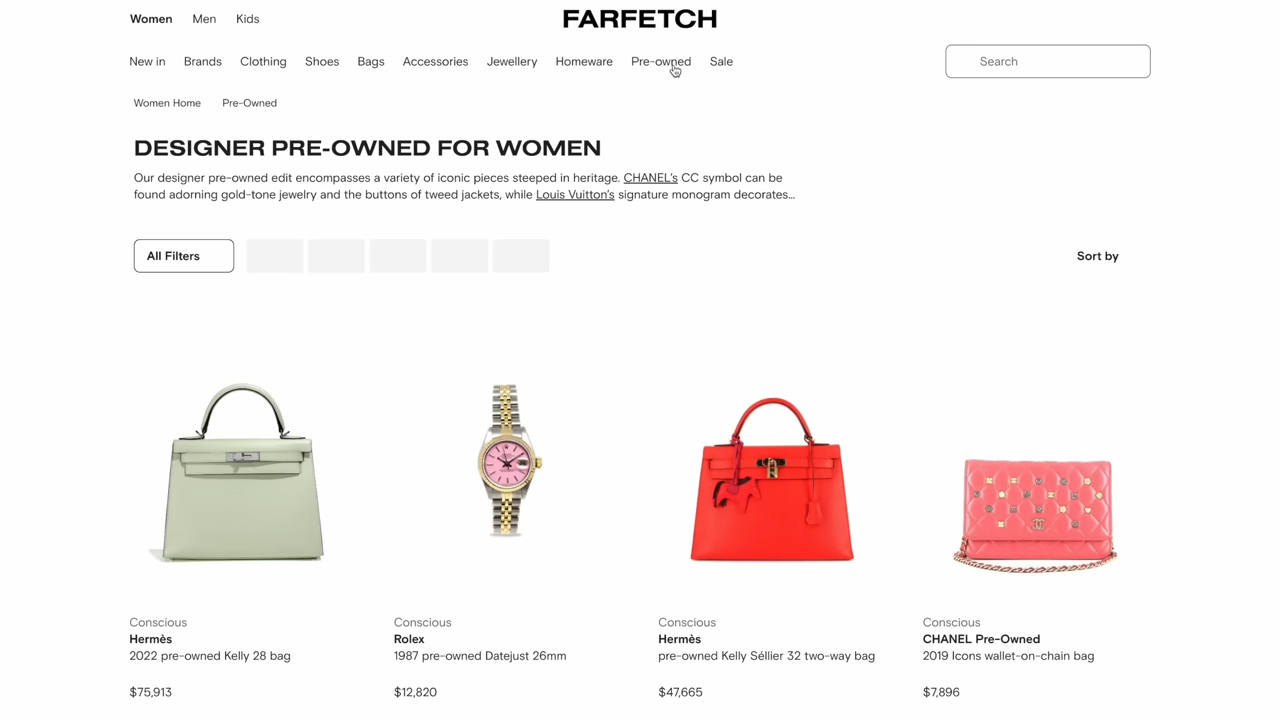 Women Men Kids
FARFETCH
New in Brands Clothing Shoes Bags Accessories Jewellery Homeware Pre-owned Sale
Search
Women Home Pre-Owned
DESIGNER PRE-OWNED FOR WOMEN
Our designer pre-owned edit encompasses a variety of iconic pieces steeped in heritage. CHANEL's CC symbol can be
found adorning gold-tone jewelry and the buttons of tweed jackets, while Louis Vuitton's signature monogram decorates...
All Filters
Sort by
Conscious
Hermès
2022 pre-owned Kelly 28 bag
$75,913
Conscious
Rolex
1987 pre-owned Datejust 26mm
$12,820
Conscious
Hermès
pre-owned Kelly Séllier 32 two-way bag
$47,665
Conscious
CHANEL Pre-Owned
2019 Icons wallet-on-chain bag
$7,896